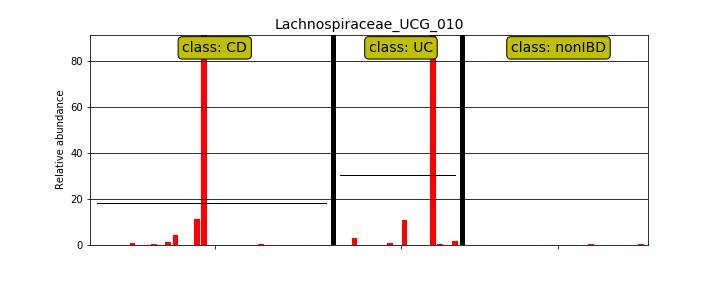 Lachnospiraceae_UCG_010
class: CD
class: UC
class: nonIBD
Relative abundance
80
60
40
20
0